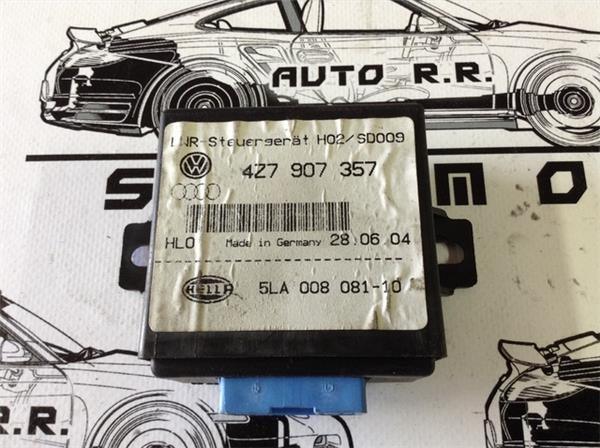 AUTO R.R.
LWR-Steuergerät H02/SD009
4Z7 907 357
S
M O
HLO Made in Germany 28.06.04
HELLA 5LA 008 081-10
R.R.